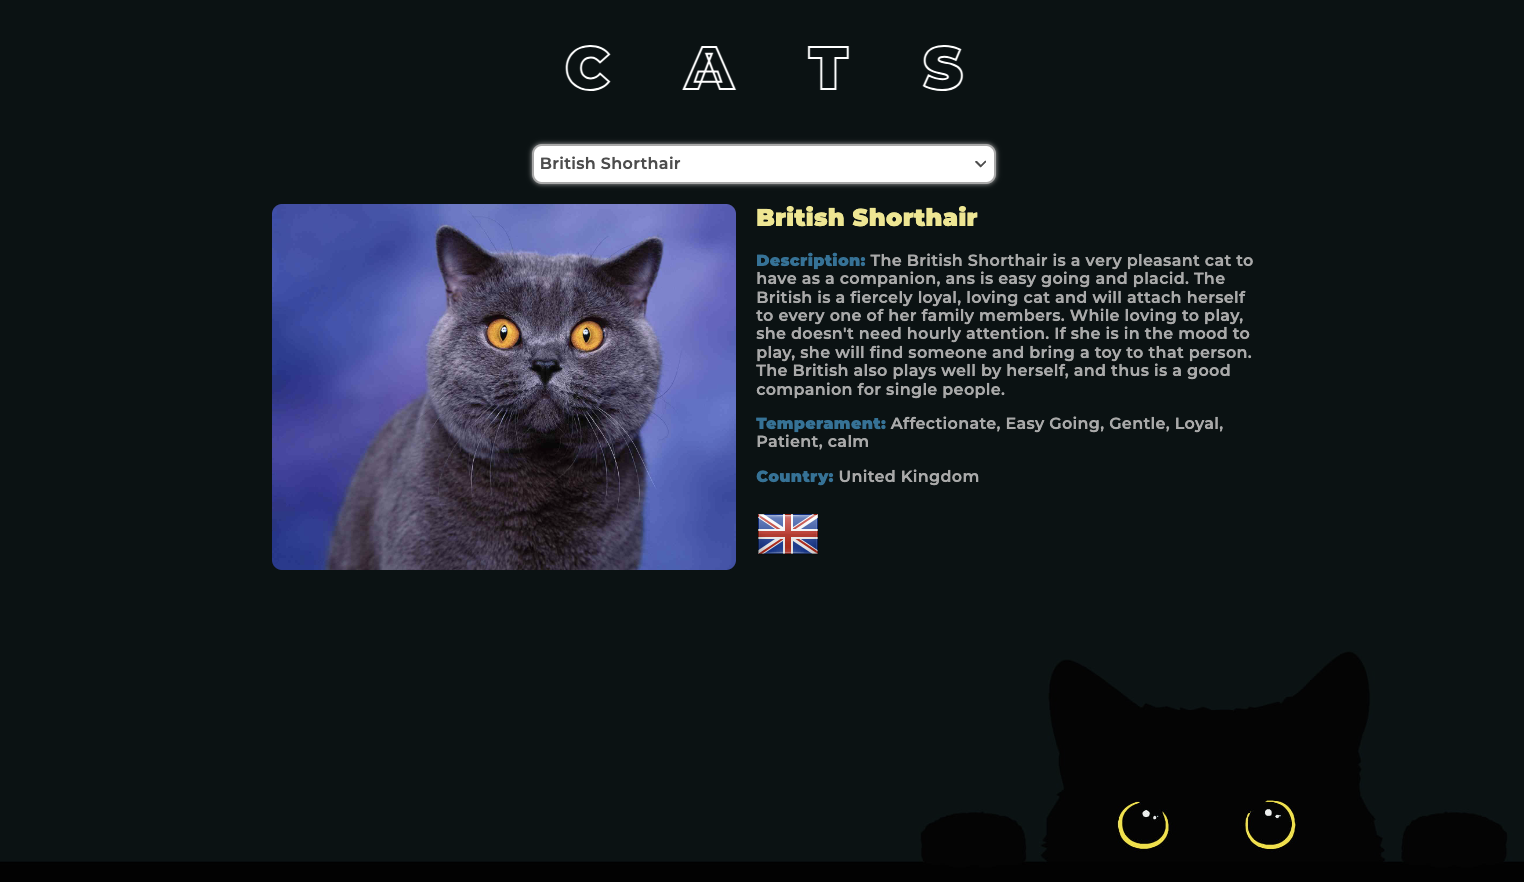 C A T S
British Shorthair
British Shorthair
Description: The British Shorthair is a very pleasant cat to
have as a companion, ans is easy going and placid. The
British is a fiercely loyal, loving cat and will attach herself
to every one of her family members. While loving to play,
she doesn't need hourly attention. If she is in the mood to
play, she will find someone and bring a toy to that person.
The British also plays well by herself, and thus is a good
companion for single people.
Temperament: Affectionate, Easy Going, Gentle, Loyal,
Patient, calm
Country: United Kingdom